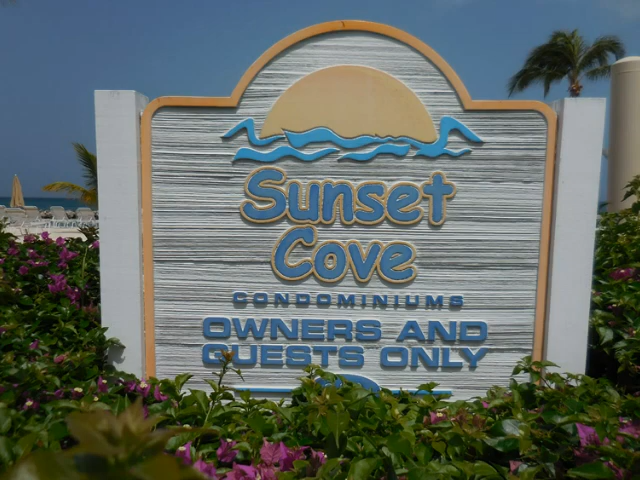 Sunset
Cove
CONDOMINIUMS
OWNERS AND
GUESTS ONLY